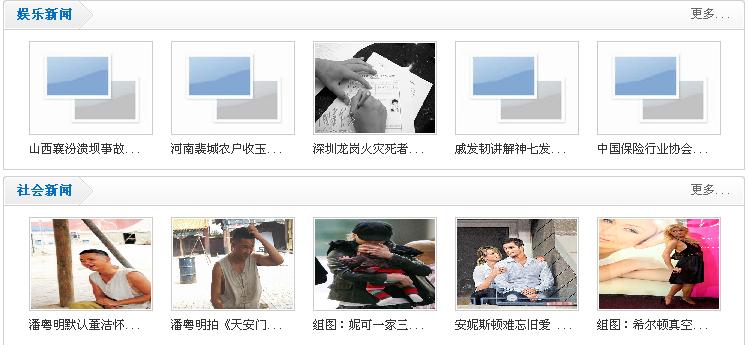 娱乐新闻
更多...
山西襄汾溃坝事故...
河南裴城农户收玉...
深圳龙岗火灾死者...
戚发轫讲解神七发...
中国保险行业协会...
社会新闻
更多...
潘粤明默认董洁怀...
潘粤明拍《天安门...
组图：妮可一家三...
安妮斯顿难忘旧爱 ...
组图：希尔顿真空...